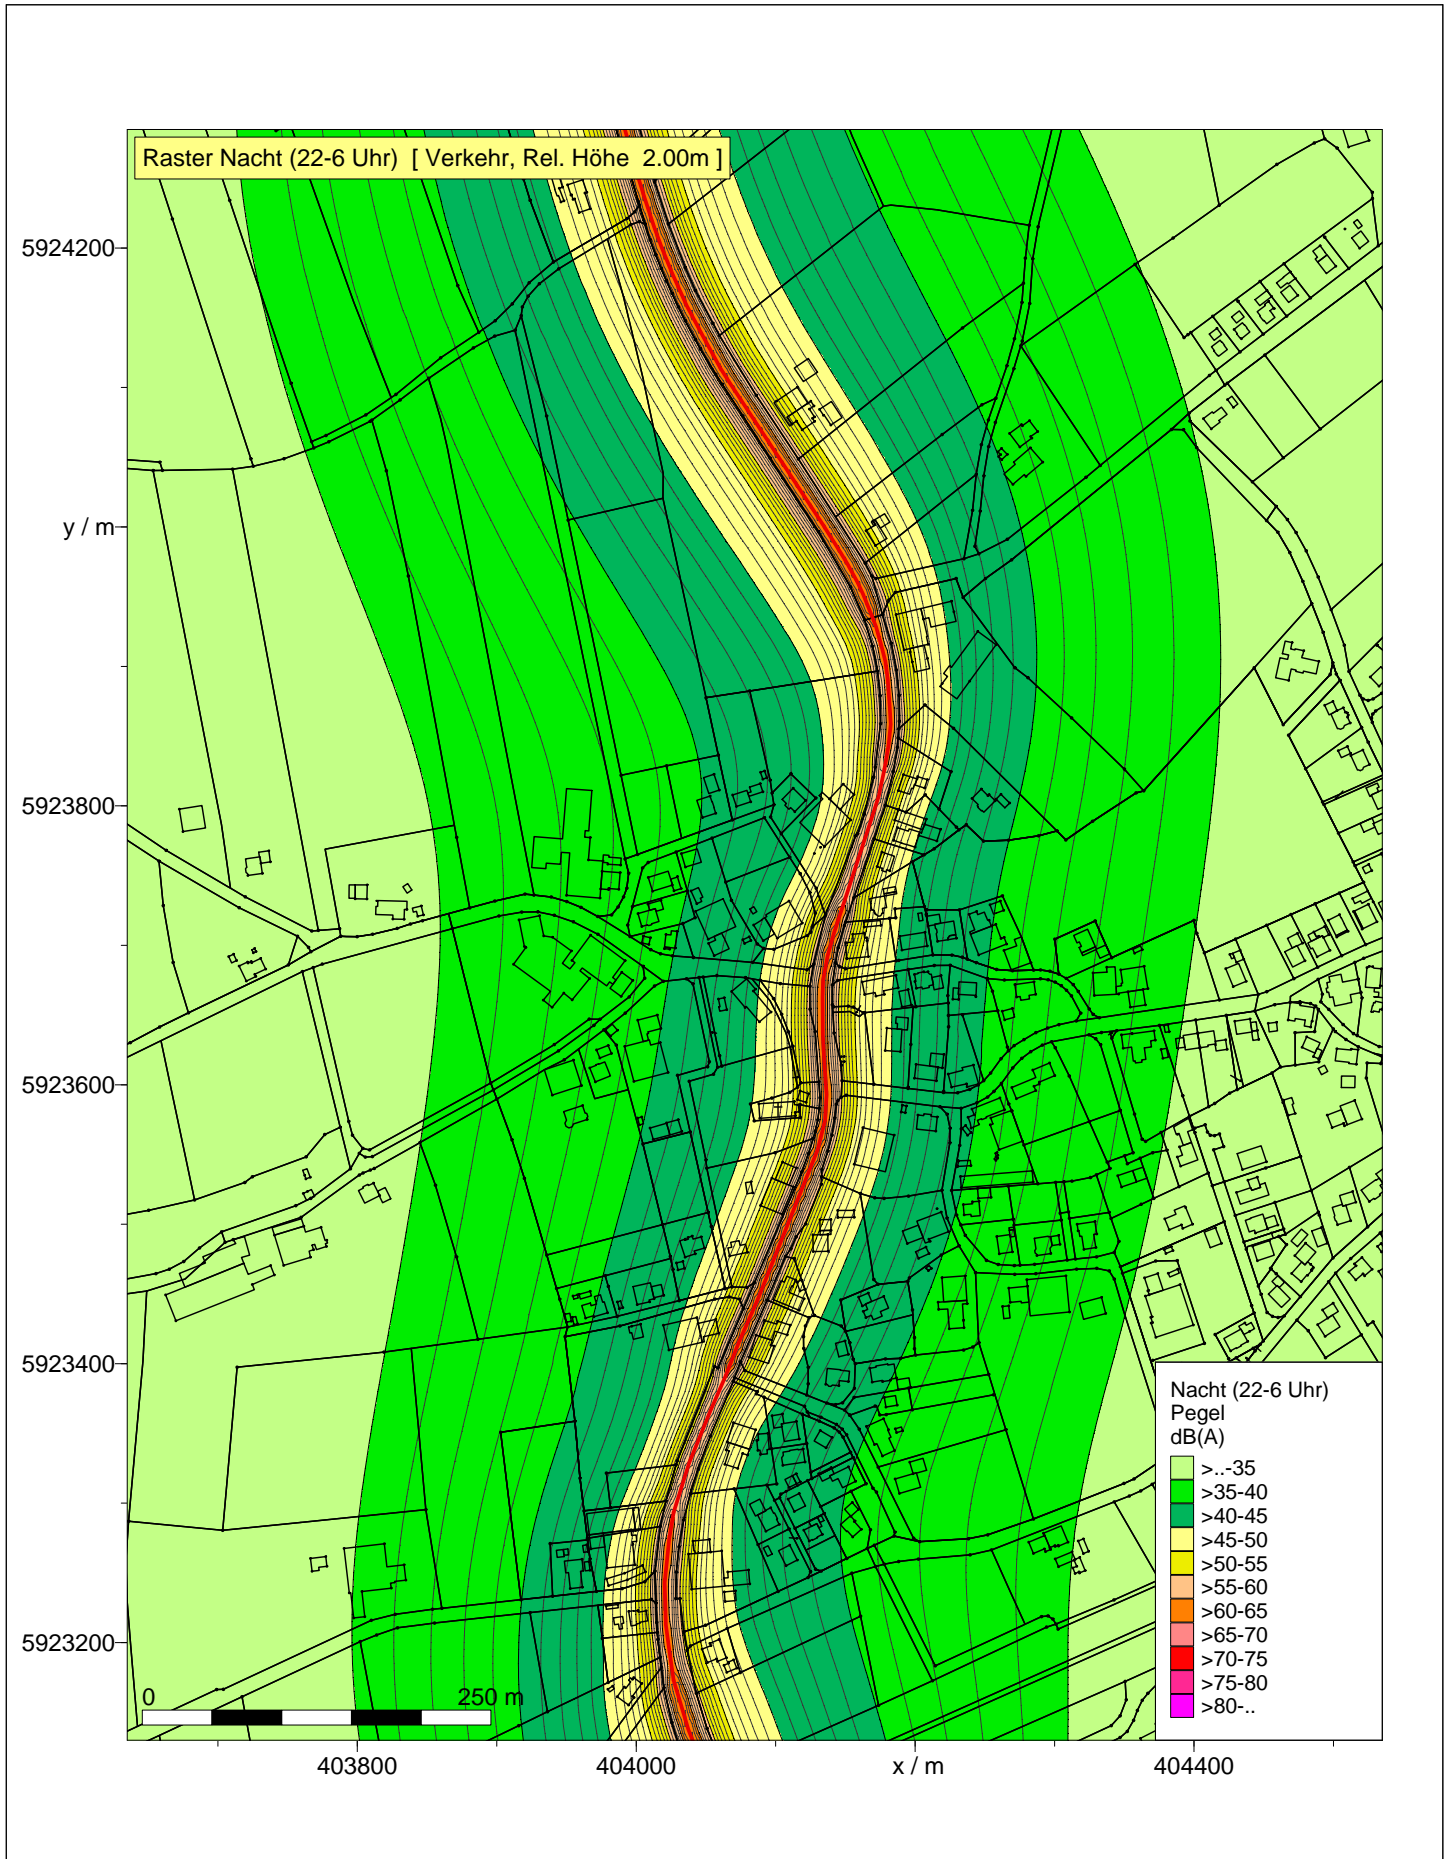 Raster Nacht (22-6 Uhr) [ Verkehr, Rel. Höhe 2.00m ]
5924200
y / m
5923800
5923600
5923400
5923200
Nacht (22-6 Uhr)
Pegel
dB(A)
>..-35
>35-40
>40-45
>45-50
>50-55
>55-60
>60-65
>65-70
>70-75
>75-80
>80-..
0 250 m
403800 404000 x / m 404400